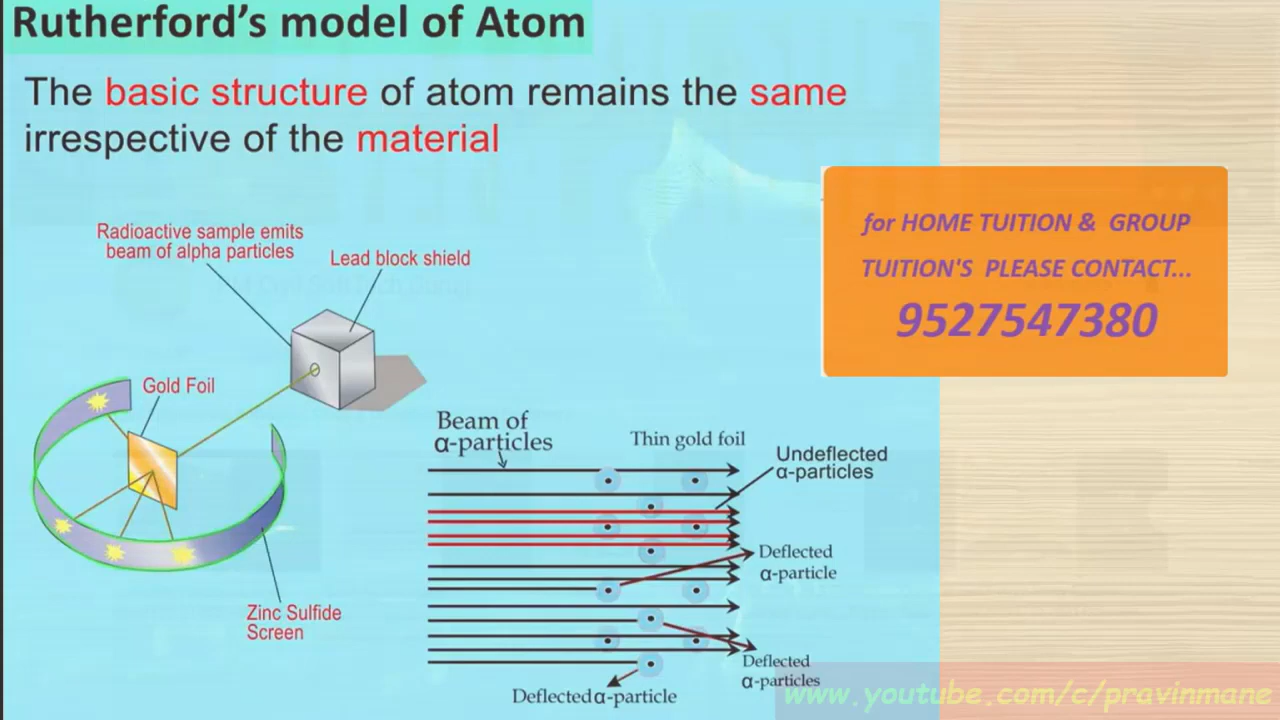 Rutherford's model of Atom
The basic structure of atom remains the same
irrespective of the material
Radioactive sample emits
beam of alpha particles
Lead block shield
Gold Foil
Zinc Sulfide
Screen
Beam of
α-particles
Thin gold foil
Undeflected
α-particles
Deflected
α-particle
Deflected
α-particles
Deflected α-particle
for HOME TUITION & GROUP
TUITION'S PLEASE CONTACT...
9527547380
www.youtube.com/c/pravinmane